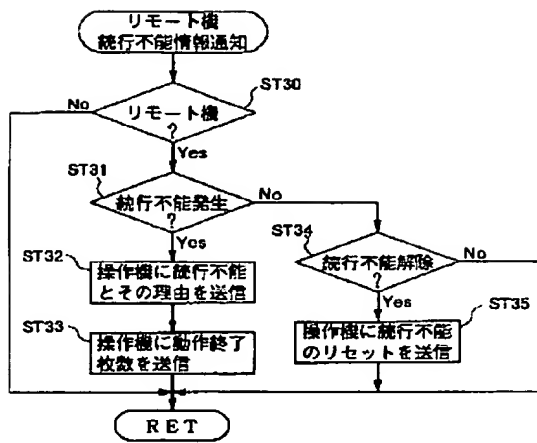 リモート機
続行不能情報通知
ST30
No
リモート機
?
Yes
ST31
No
続行不能発生
?
Yes
ST34
No
続行不能解除
?
Yes
ST32
操作機に続行不能
とその理由を送信
ST35
操作機に続行不能
のリセットを送信
ST33
操作機に動作終了
枚数を送信
RET